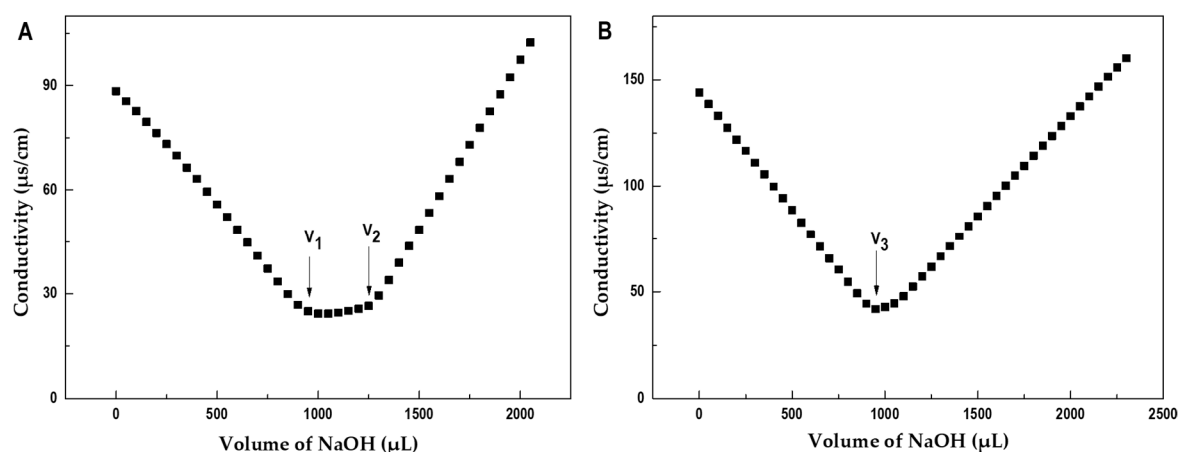 A
Conductivity (μs/cm)
90
60
30
0
V1
V2
0
500
1000
1500
2000
Volume of NaOH (μL)
B
Conductivity (μs/cm)
150
100
50
0
V3
0
500
1000
1500
2000
2500
Volume of NaOH (μL)